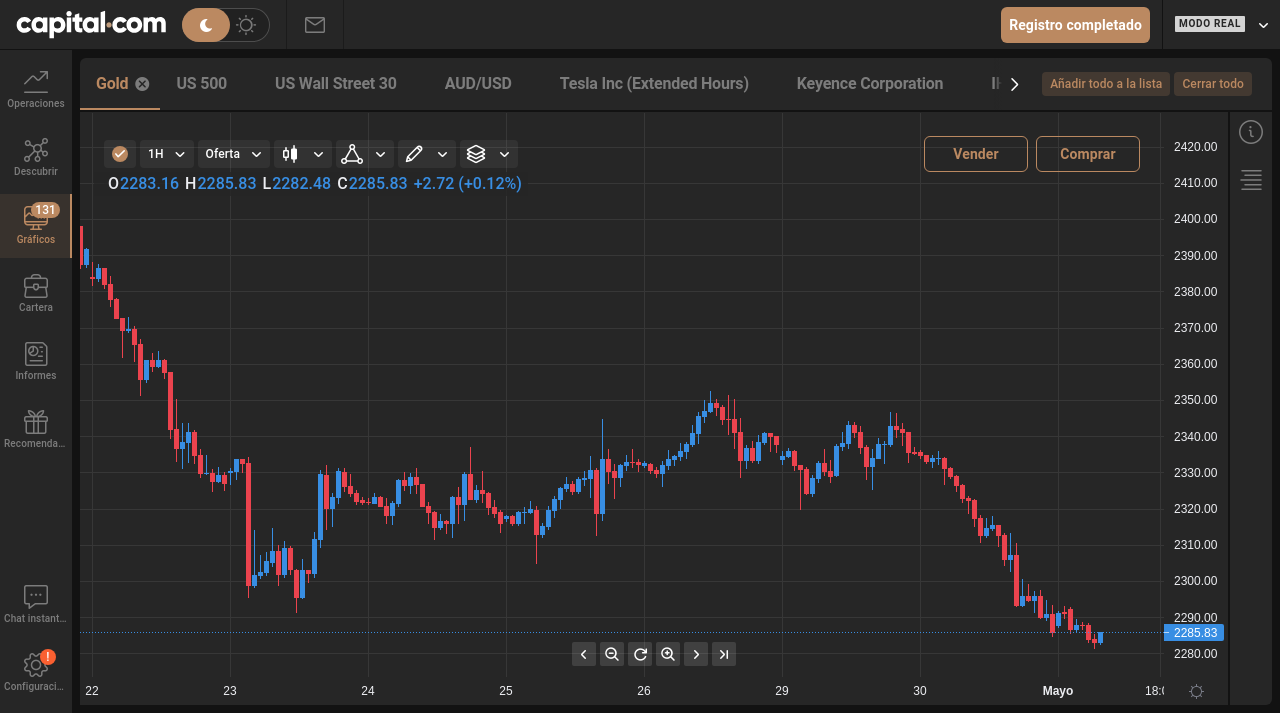 capital.com
Registro completado
MODO REAL
Gold
US 500
US Wall Street 30
AUD/USD
Tesla Inc (Extended Hours)
Keyence Corporation
Añadir todo a la lista
Cerrar todo
Operaciones
Descubrir
131
Gráficos
Cartera
Informes
Recomenda...
Chat instant...
!
Configuraci...
1H
Oferta
Vender
Comprar
O2283.16 H2285.83 L2282.48 C2285.83 +2.72 (+0.12%)
2420.00
2410.00
2400.00
2390.00
2380.00
2370.00
2360.00
2350.00
2340.00
2330.00
2320.00
2310.00
2300.00
2290.00
2285.83
2280.00
22 23 24 25 26 29 30 Mayo